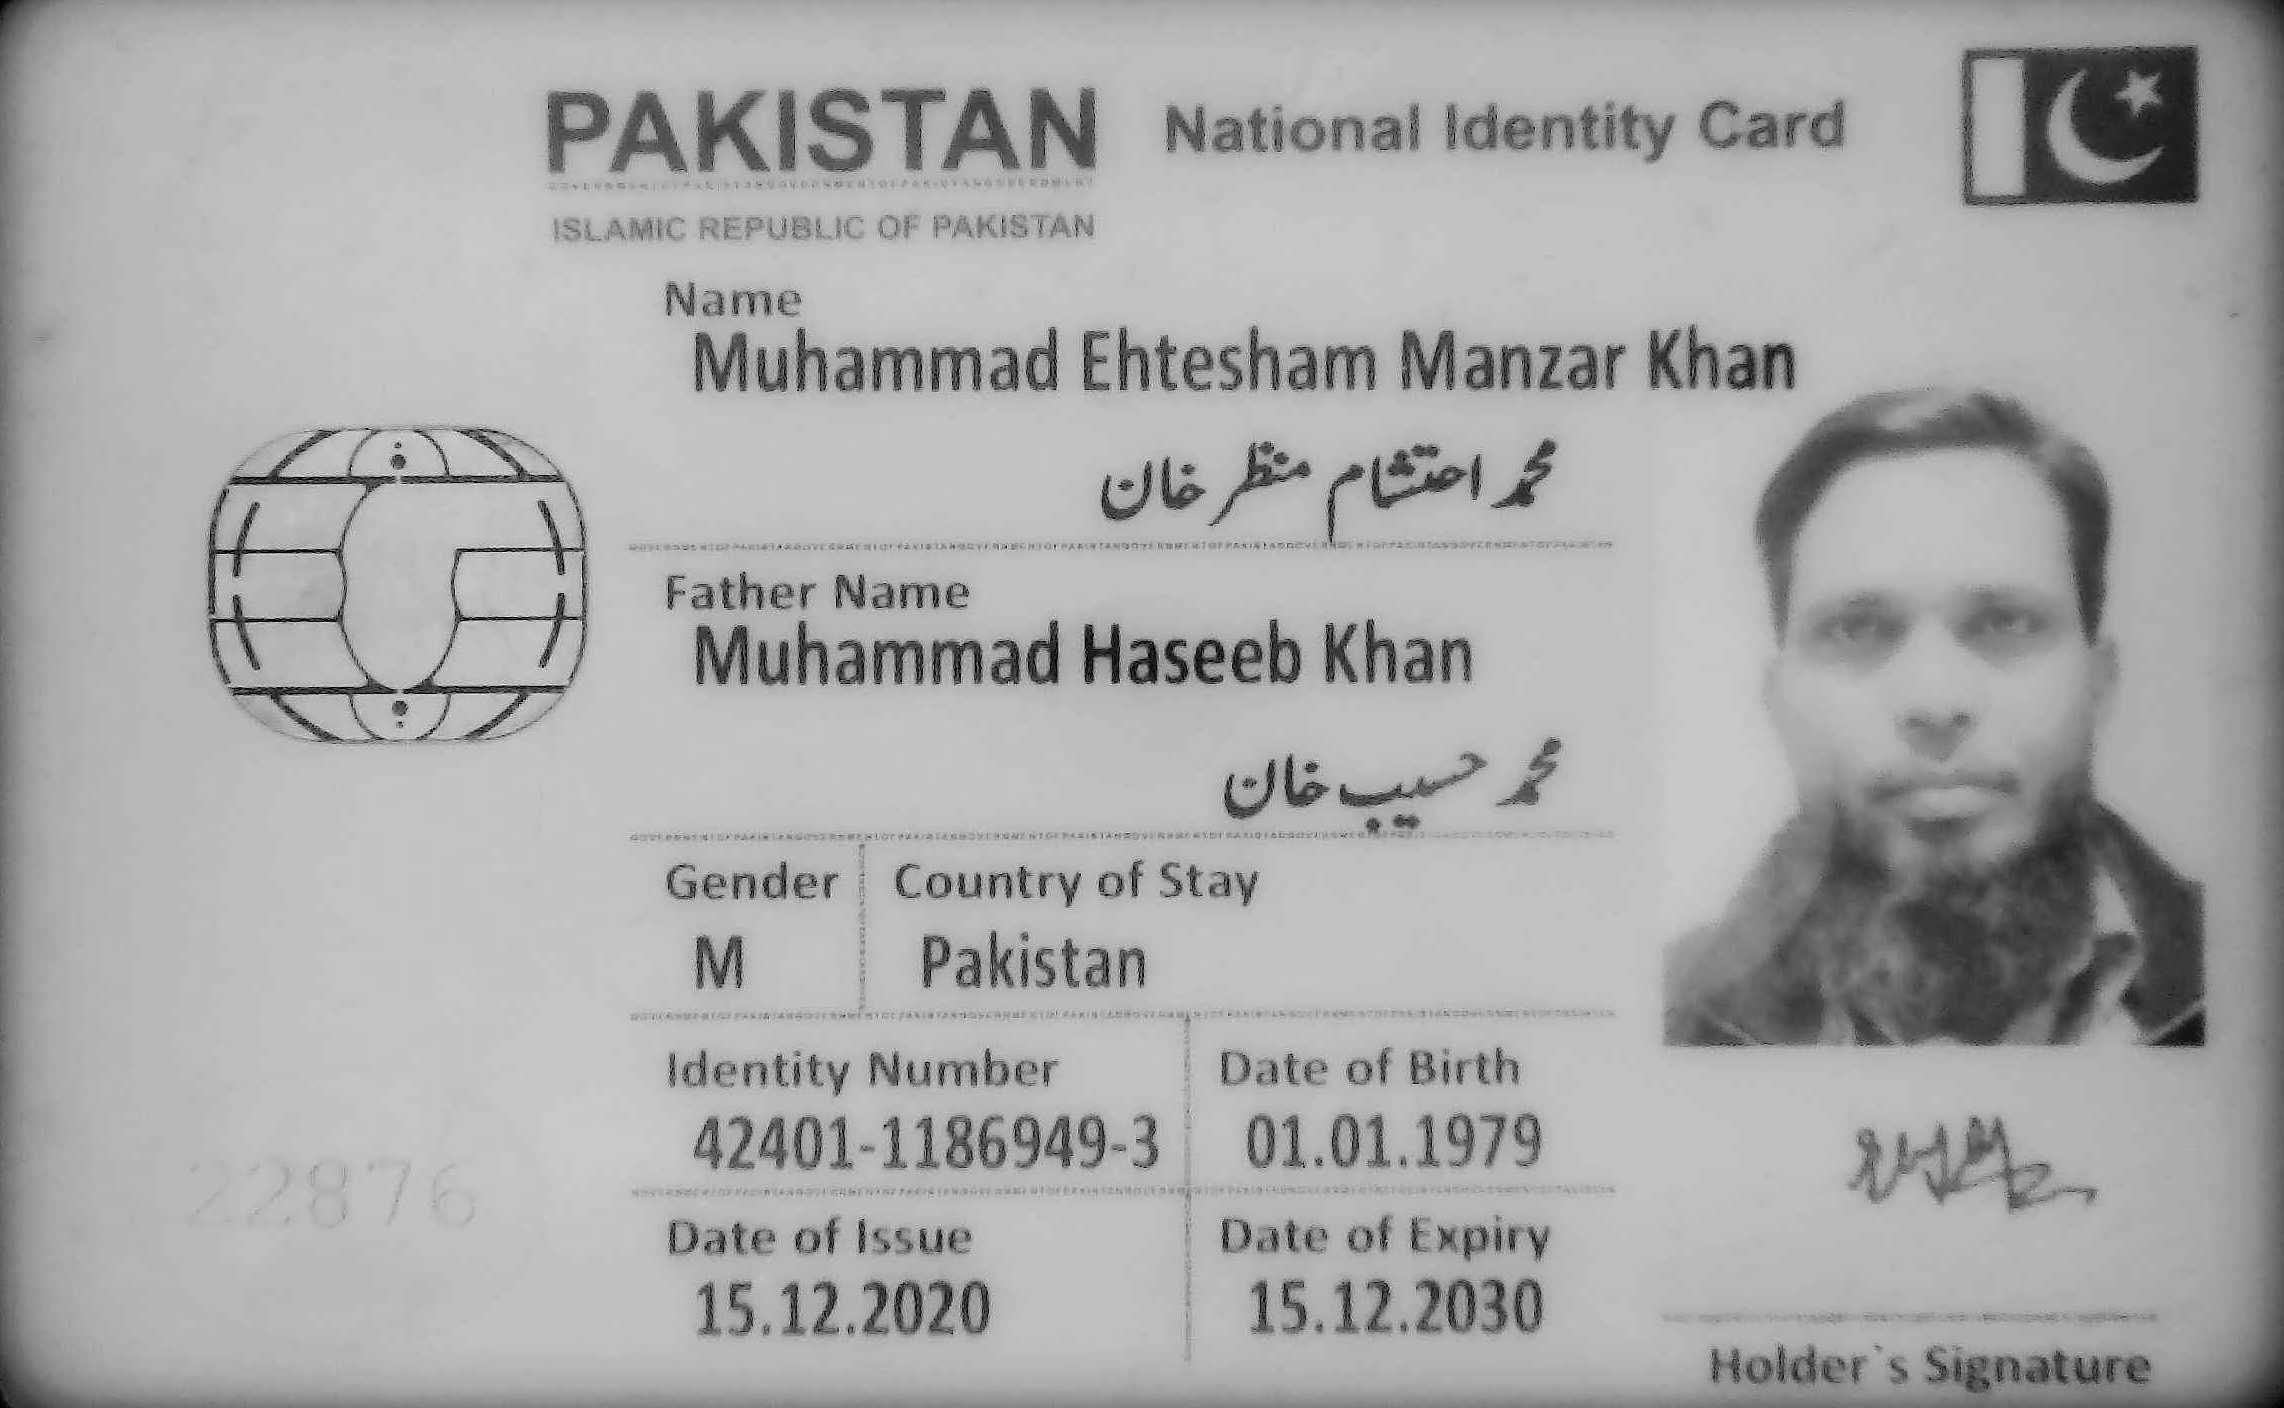 PAKISTAN National Identity Card
ISLAMIC REPUBLIC OF PAKISTAN
Name
Muhammad Ehtesham Manzar Khan
محمد احتشام منظر خان
Father Name
Muhammad Haseeb Khan
محمد حسیب خان
Gender Country of Stay
M Pakistan
Identity Number Date of Birth
42401-1186949-3 01.01.1979
22876
Date of Issue Date of Expiry
15.12.2020 15.12.2030
Holder`s Signature